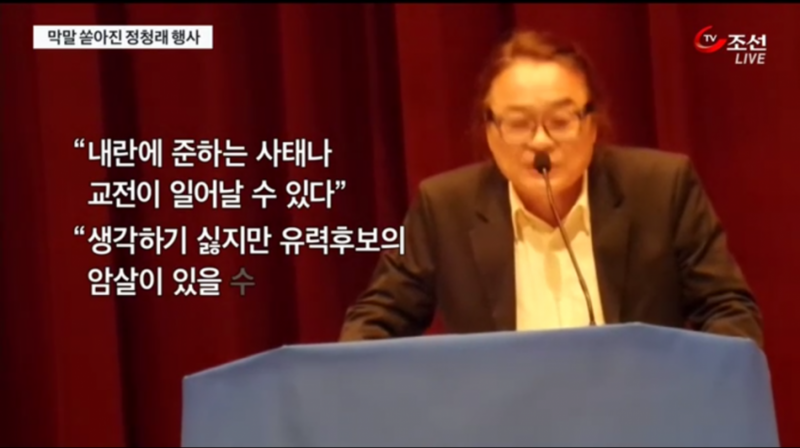 막말 쏟아진 정청래 행사
TV조선
LIVE
“내란에 준하는 사태나
교전이 일어날 수 있다”
“생각하기 싫지만 유력후보의
암살이 있을 수